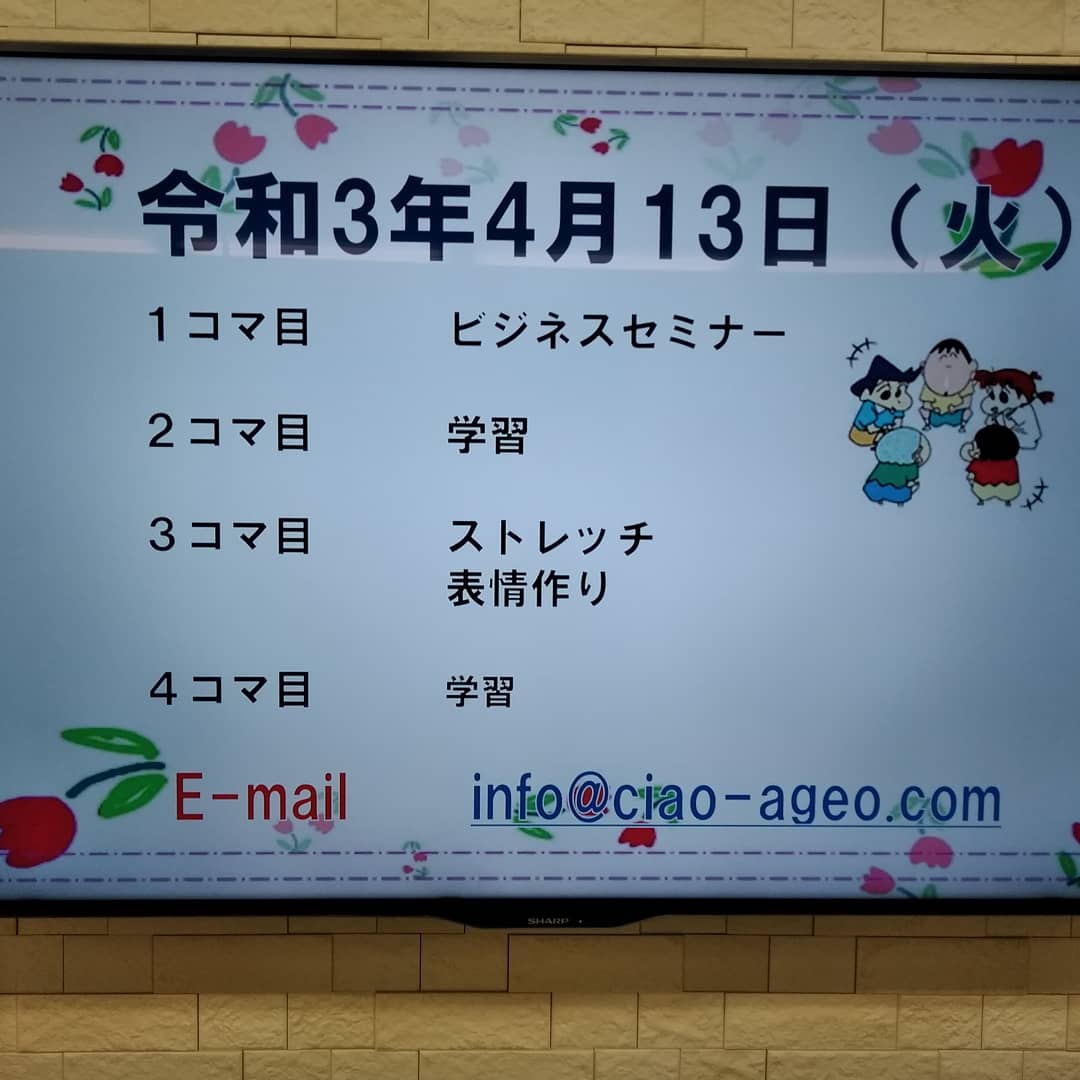 令和3年4月13日（火）
１コマ目 ビジネスセミナー
２コマ目 学習
３コマ目 ストレッチ
表情作り
４コマ目 学習
E-mail info@ciao-ageo.com
SHARP